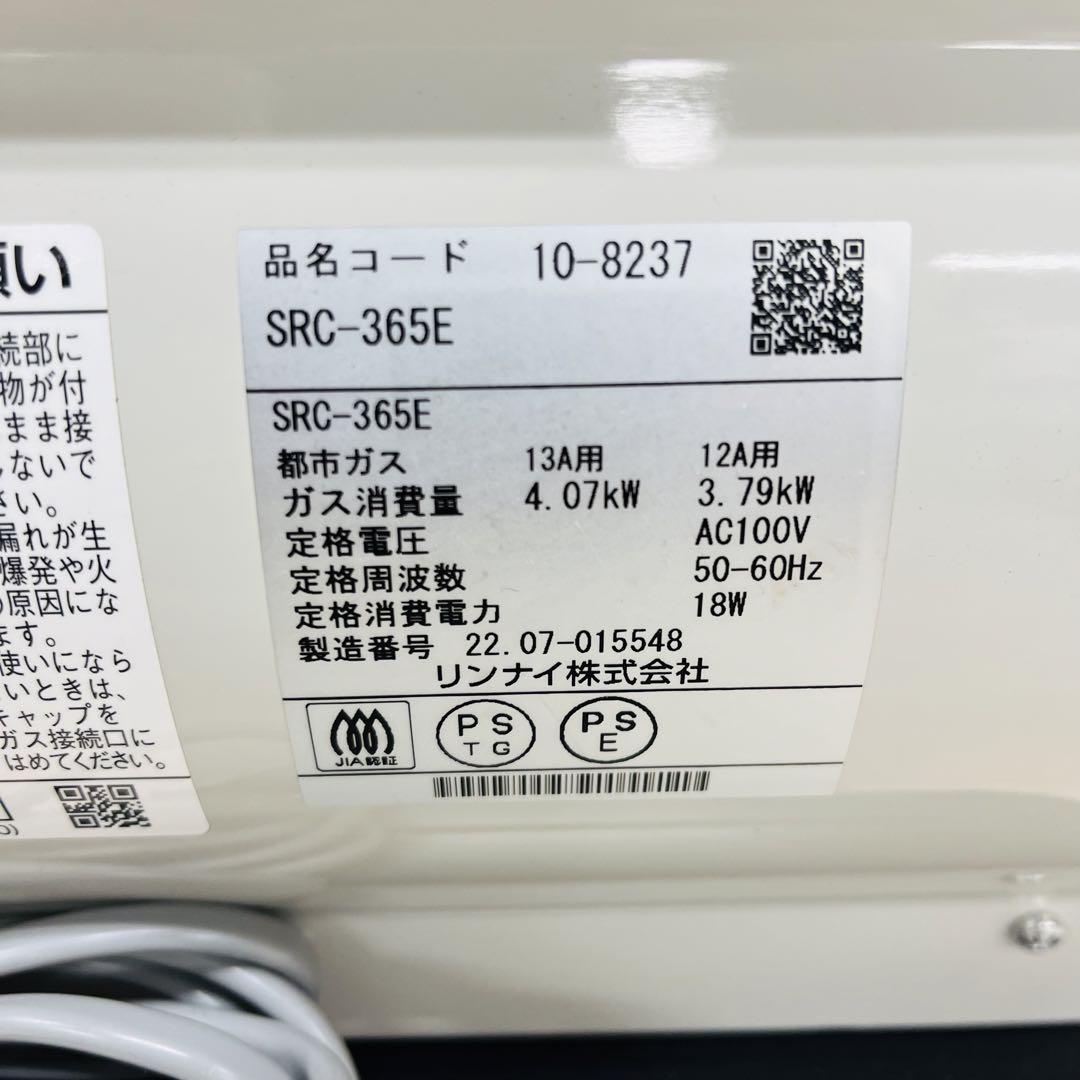 願い
続部に
物が付
まま接
しないで
さい。
漏れが生
爆発や火
の原因にな
ます。
使いになら
いときは、
キャップを
ガス接続口に
はめてください。
品名コード 10-8237
SRC-365E
SRC-365E
都市ガス 13A用 12A用
ガス消費量 4.07kW 3.79kW
定格電圧 AC100V
定格周波数 50-60Hz
定格消費電力 18W
製造番号 22.07-015548
リンナイ株式会社
JIA認証
PS
TG
PS
E